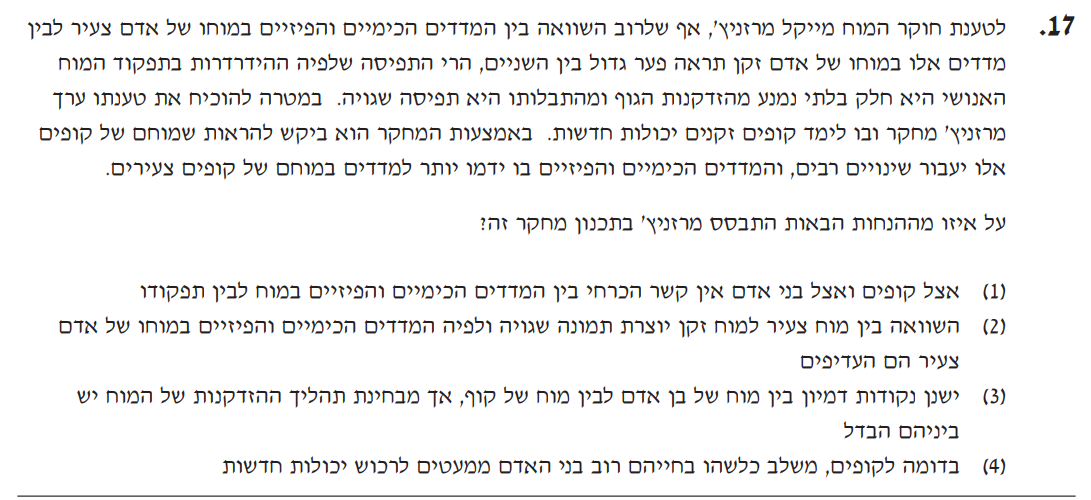 17. לטענת חוקר המוח מייקל מרזניץ', אף שלרוב השוואה בין המדדים הכימיים והפיזיים במוחו של אדם צעיר לבין
מדדים אלו במוחו של אדם זקן תראה פער גדול בין השניים, הרי התפיסה שלפיה ההידרדרות בתפקוד המוח
האנושי היא חלק בלתי נמנע מהזדקנות הגוף ומהתבלותו היא תפיסה שגויה. במטרה להוכיח את טענתו ערך
מרזניץ' מחקר ובו לימד קופים זקנים יכולות חדשות. באמצעות המחקר הוא ביקש להראות שמוחם של קופים
אלו יעבור שינויים רבים, והמדדים הכימיים והפיזיים בו ידמו יותר למדדים במוחם של קופים צעירים.
על איזו מההנחות הבאות התבסס מרזניץ' בתכנון מחקר זה?
(1) אצל קופים ואצל בני אדם אין קשר הכרחי בין המדדים הכימיים והפיזיים במוח לבין תפקודו
(2) השוואה בין מוח צעיר למוח זקן יוצרת תמונה שגויה ולפיה המדדים הכימיים והפיזיים במוחו של אדם
צעיר הם העדיפים
(3) ישנן נקודות דמיון בין מוח של בן אדם לבין מוח של קוף, אך מבחינת תהליך ההזדקנות של המוח יש
ביניהם הבדל
(4) בדומה לקופים, משלב כלשהו בחייהם רוב בני האדם ממעטים לרכוש יכולות חדשות